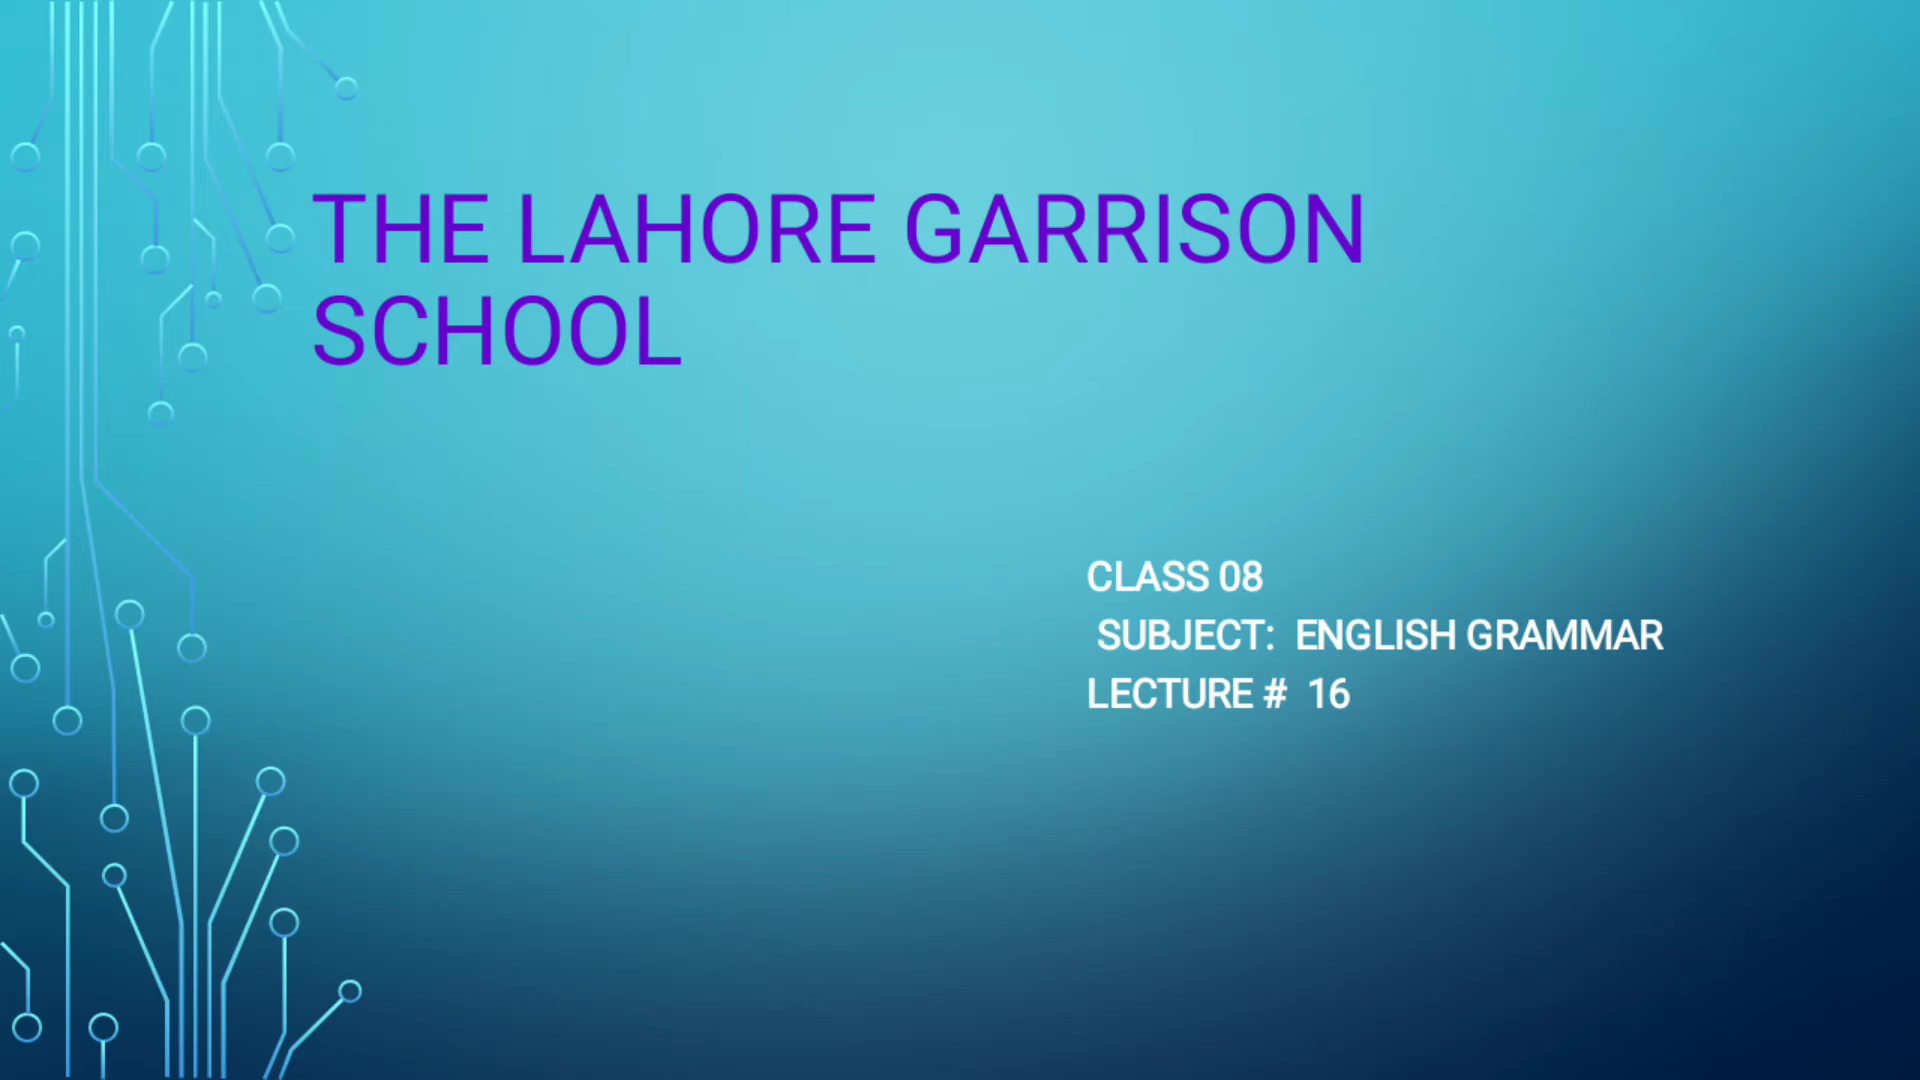 THE LAHORE GARRISON
SCHOOL
CLASS 08
SUBJECT: ENGLISH GRAMMAR
LECTURE # 16